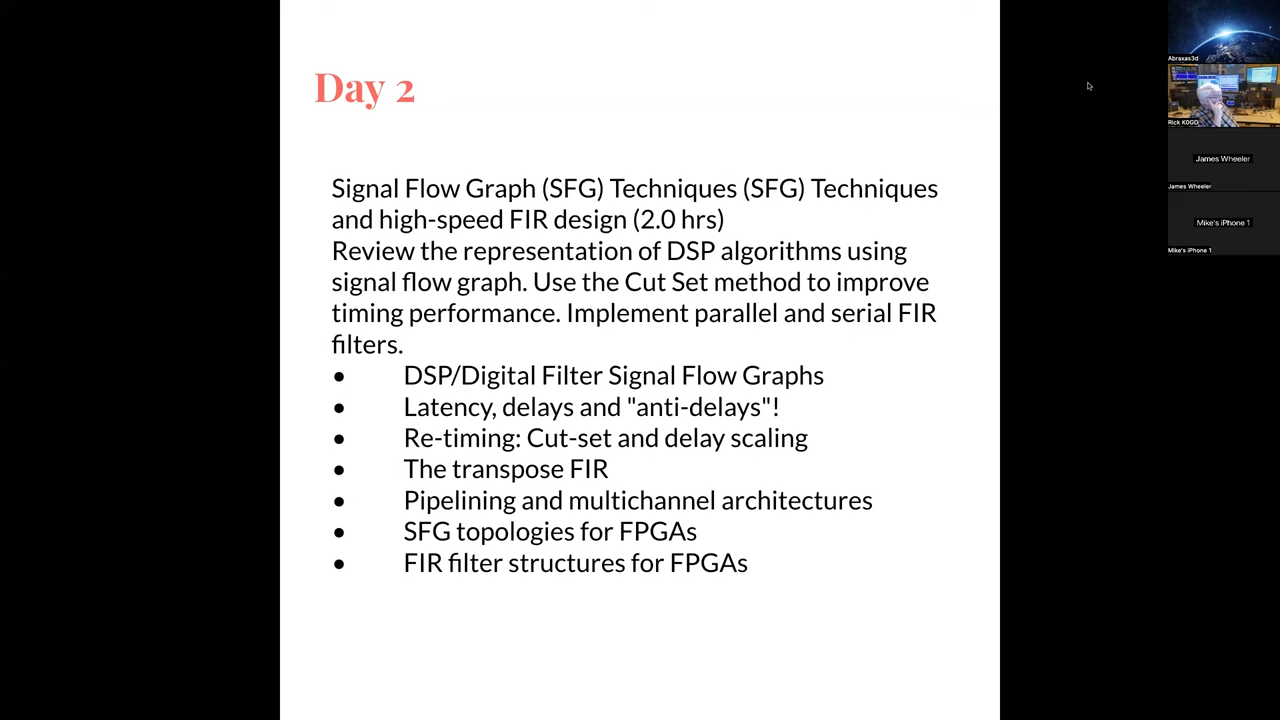 Day 2
Signal Flow Graph (SFG) Techniques (SFG) Techniques
and high-speed FIR design (2.0 hrs)
Review the representation of DSP algorithms using
signal flow graph. Use the Cut Set method to improve
timing performance. Implement parallel and serial FIR
filters.
• DSP/Digital Filter Signal Flow Graphs
• Latency, delays and "anti-delays"!
• Re-timing: Cut-set and delay scaling
• The transpose FIR
• Pipelining and multichannel architectures
• SFG topologies for FPGAs
• FIR filter structures for FPGAs
Abraxas3d
Rick K0GD
James Wheeler
James Wheeler
Mike's iPhone 1
Mike's iPhone 1